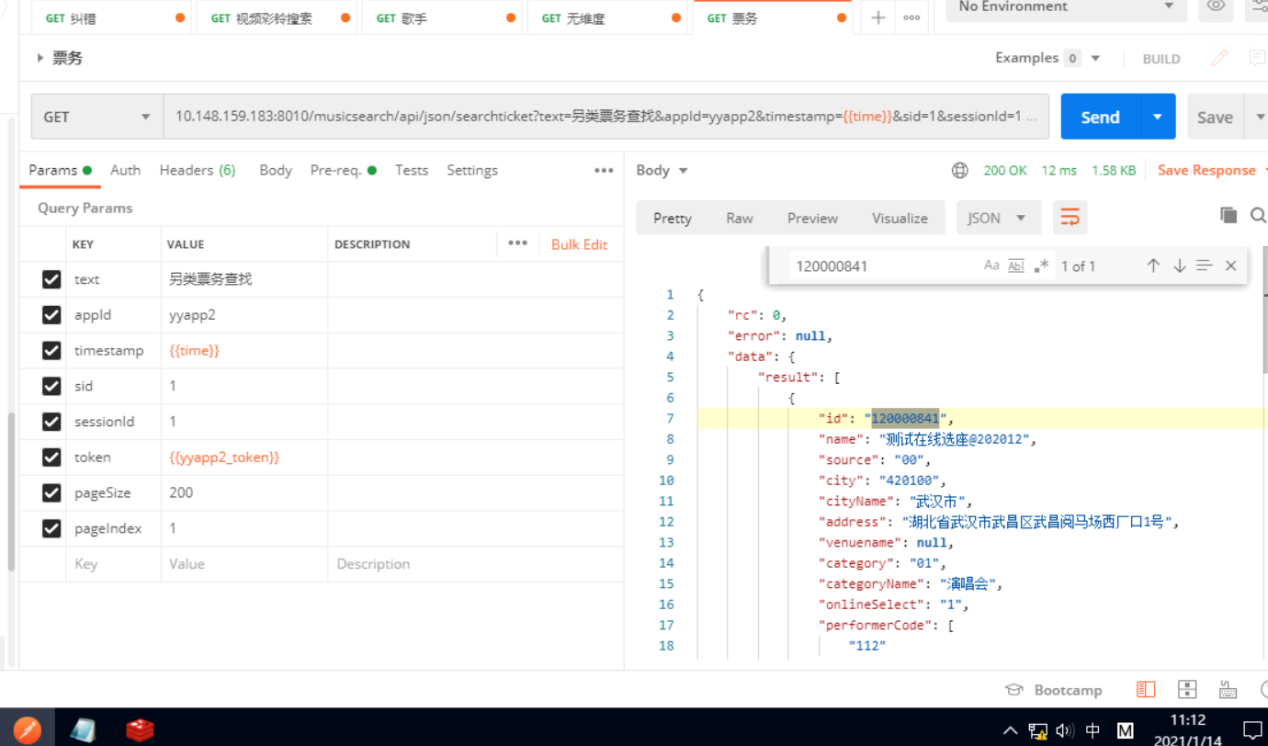 GET 纠错 GET 视频彩铃搜索 GET 歌手 GET 无维度 GET 票务 No Environment
票务 Examples 0 BUILD
GET 10.148.159.183:8010/musicsearch/api/json/searchticket?text=另类票务查找&appId=yyapp2&timestamp={{time}}&sid=1&sessionId=1 ... Send Save
Params Auth Headers (6) Body Pre-req. Tests Settings
Query Params
KEY VALUE DESCRIPTION Bulk Edit
text 另类票务查找
appId yyapp2
timestamp {{time}}
sid 1
sessionId 1
token {{yyapp2_token}}
pageSize 200
pageIndex 1
Key Value Description
Body 200 OK 12 ms 1.58 KB Save Response
Pretty Raw Preview Visualize JSON
120000841 Aa Abl .* 1 of 1
1 {
2 "rc": 0,
3 "error": null,
4 "data": {
5 "result": [
6 {
7 "id": "120000841",
8 "name": "测试在线选座@202012",
9 "source": "00",
10 "city": "420100",
11 "cityName": "武汉市",
12 "address": "湖北省武汉市武昌区武昌阅马场西厂口1号",
13 "venuename": null,
14 "category": "01",
15 "categoryName": "演唱会",
16 "onlineSelect": "1",
17 "performerCode": [
18 "112"
Bootcamp
中 M 11:12
2021/1/14